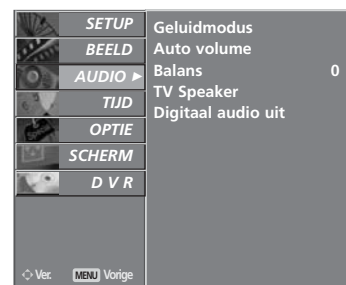 SETUP
BEELD
AUDIO
TIJD
OPTIE
SCHERM
D V R
Ver. MENU Vorige
Geluidmodus
Auto volume
Balans 0
TV Speaker
Digitaal audio uit